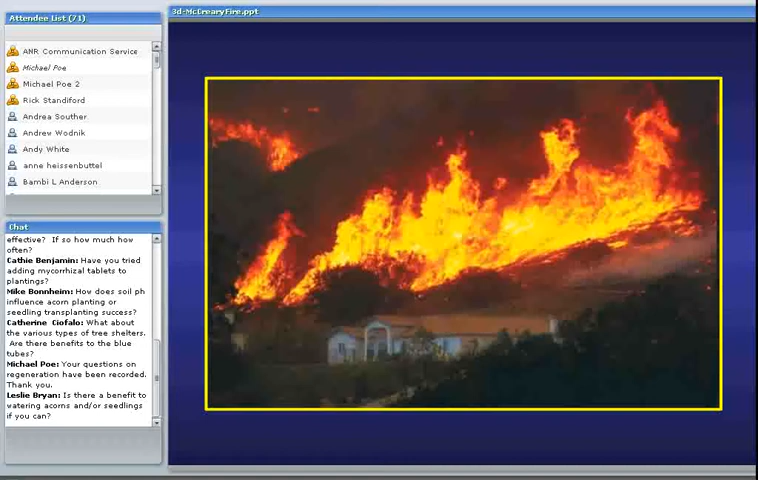 Attendee List (71)
ANR Communication Service
Michael Poe
Michael Poe 2
Rick Standiford
Andrea Souther
Andrew Wodnik
Andy White
anne heissenbuttel
Bambi L Anderson
Chat
effective? If so how much how
often?
Cathie Benjamin: Have you tried
adding mycorrhizal tablets to
plantings?
Mike Bonnheim: How does soil ph
influence acorn planting or
seedling transplanting success?
Catherine Ciofalo: What about
the various types of tree shelters.
Are there benefits to the blue
tubes?
Michael Poe: Your questions on
regeneration have been recorded.
Thank you.
Leslie Bryan: Is there a benefit to
watering acorns and/or seedlings
if you can?
3d-McCrearyFire.ppt